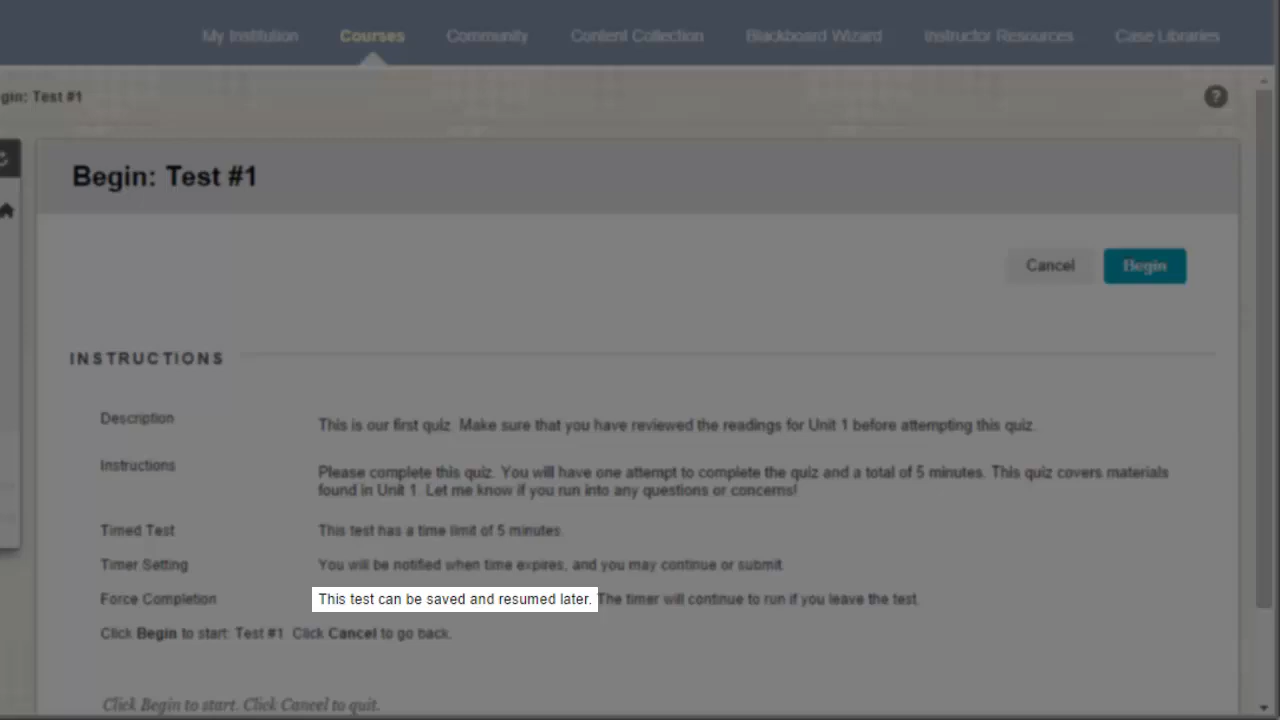 My Institution Courses Community Content Collection Blackboard Wizard Instructor Resources Case Libraries
gin: Test #1
?
Begin: Test #1
Cancel Begin
INSTRUCTIONS
Description This is our first quiz. Make sure that you have reviewed the readings for Unit 1 before attempting this quiz.
Instructions Please complete this quiz. You will have one attempt to complete the quiz and a total of 5 minutes. This quiz covers materials
found in Unit 1. Let me know if you run into any questions or concerns!
Timed Test This test has a time limit of 5 minutes.
Timer Setting You will be notified when time expires, and you may continue or submit.
Force Completion This test can be saved and resumed later. The timer will continue to run if you leave the test.
Click Begin to start: Test #1. Click Cancel to go back.
Click Begin to start. Click Cancel to quit.